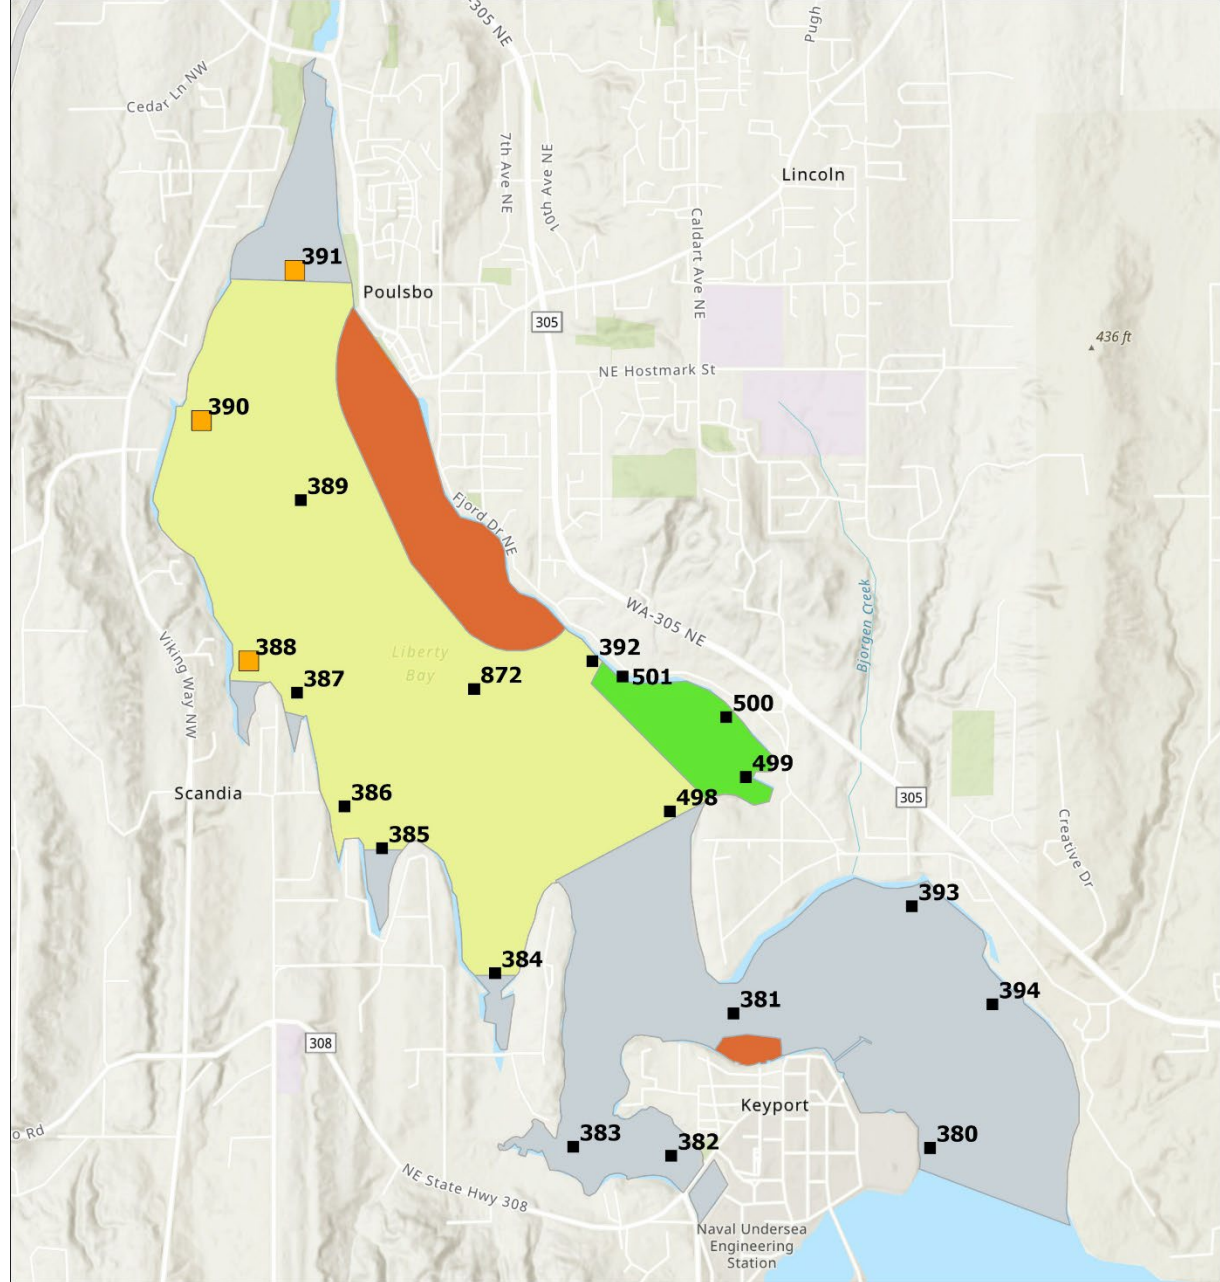 -305 NE
Pugh
Cedar Ln NW
7th Ave NE
10th Ave NE
Lincoln
Caldart Ave NE
391
Poulsbo
305
436 ft
NE Hostmark St
390
389
Fjord Dr NE
WA-305 NE
Bjorgen Creek
388
387
Viking Way NW
Liberty
Bay
872
392
501
500
499
Scandia
386
385
498
305
Creative Dr
393
384
381
394
308
Keyport
o Rd
383
382
380
NE State Hwy 308
Naval Undersea
Engineering
Station